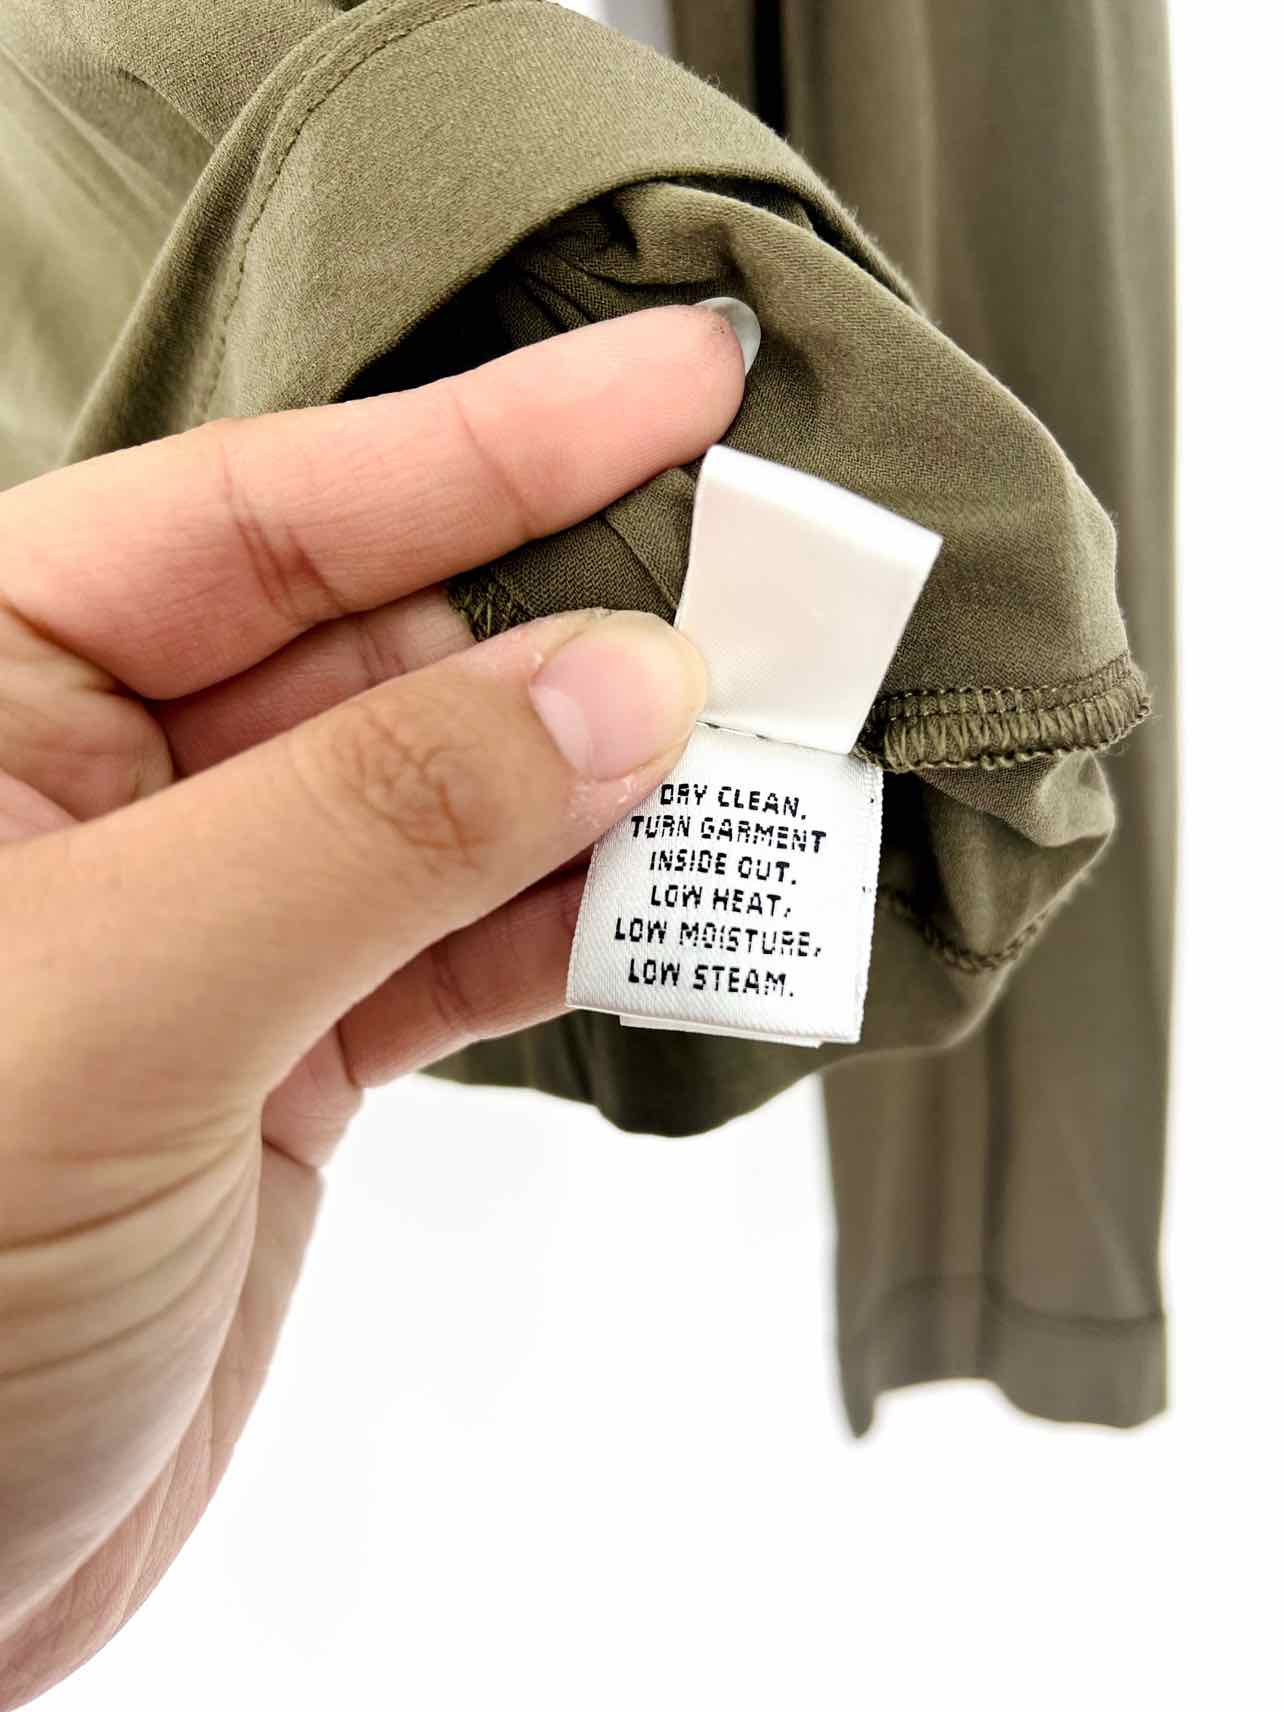 DRY CLEAN.
TURN GARMENT
INSIDE OUT.
LOW HEAT,
LOW MOISTURE,
LOW STEAM.